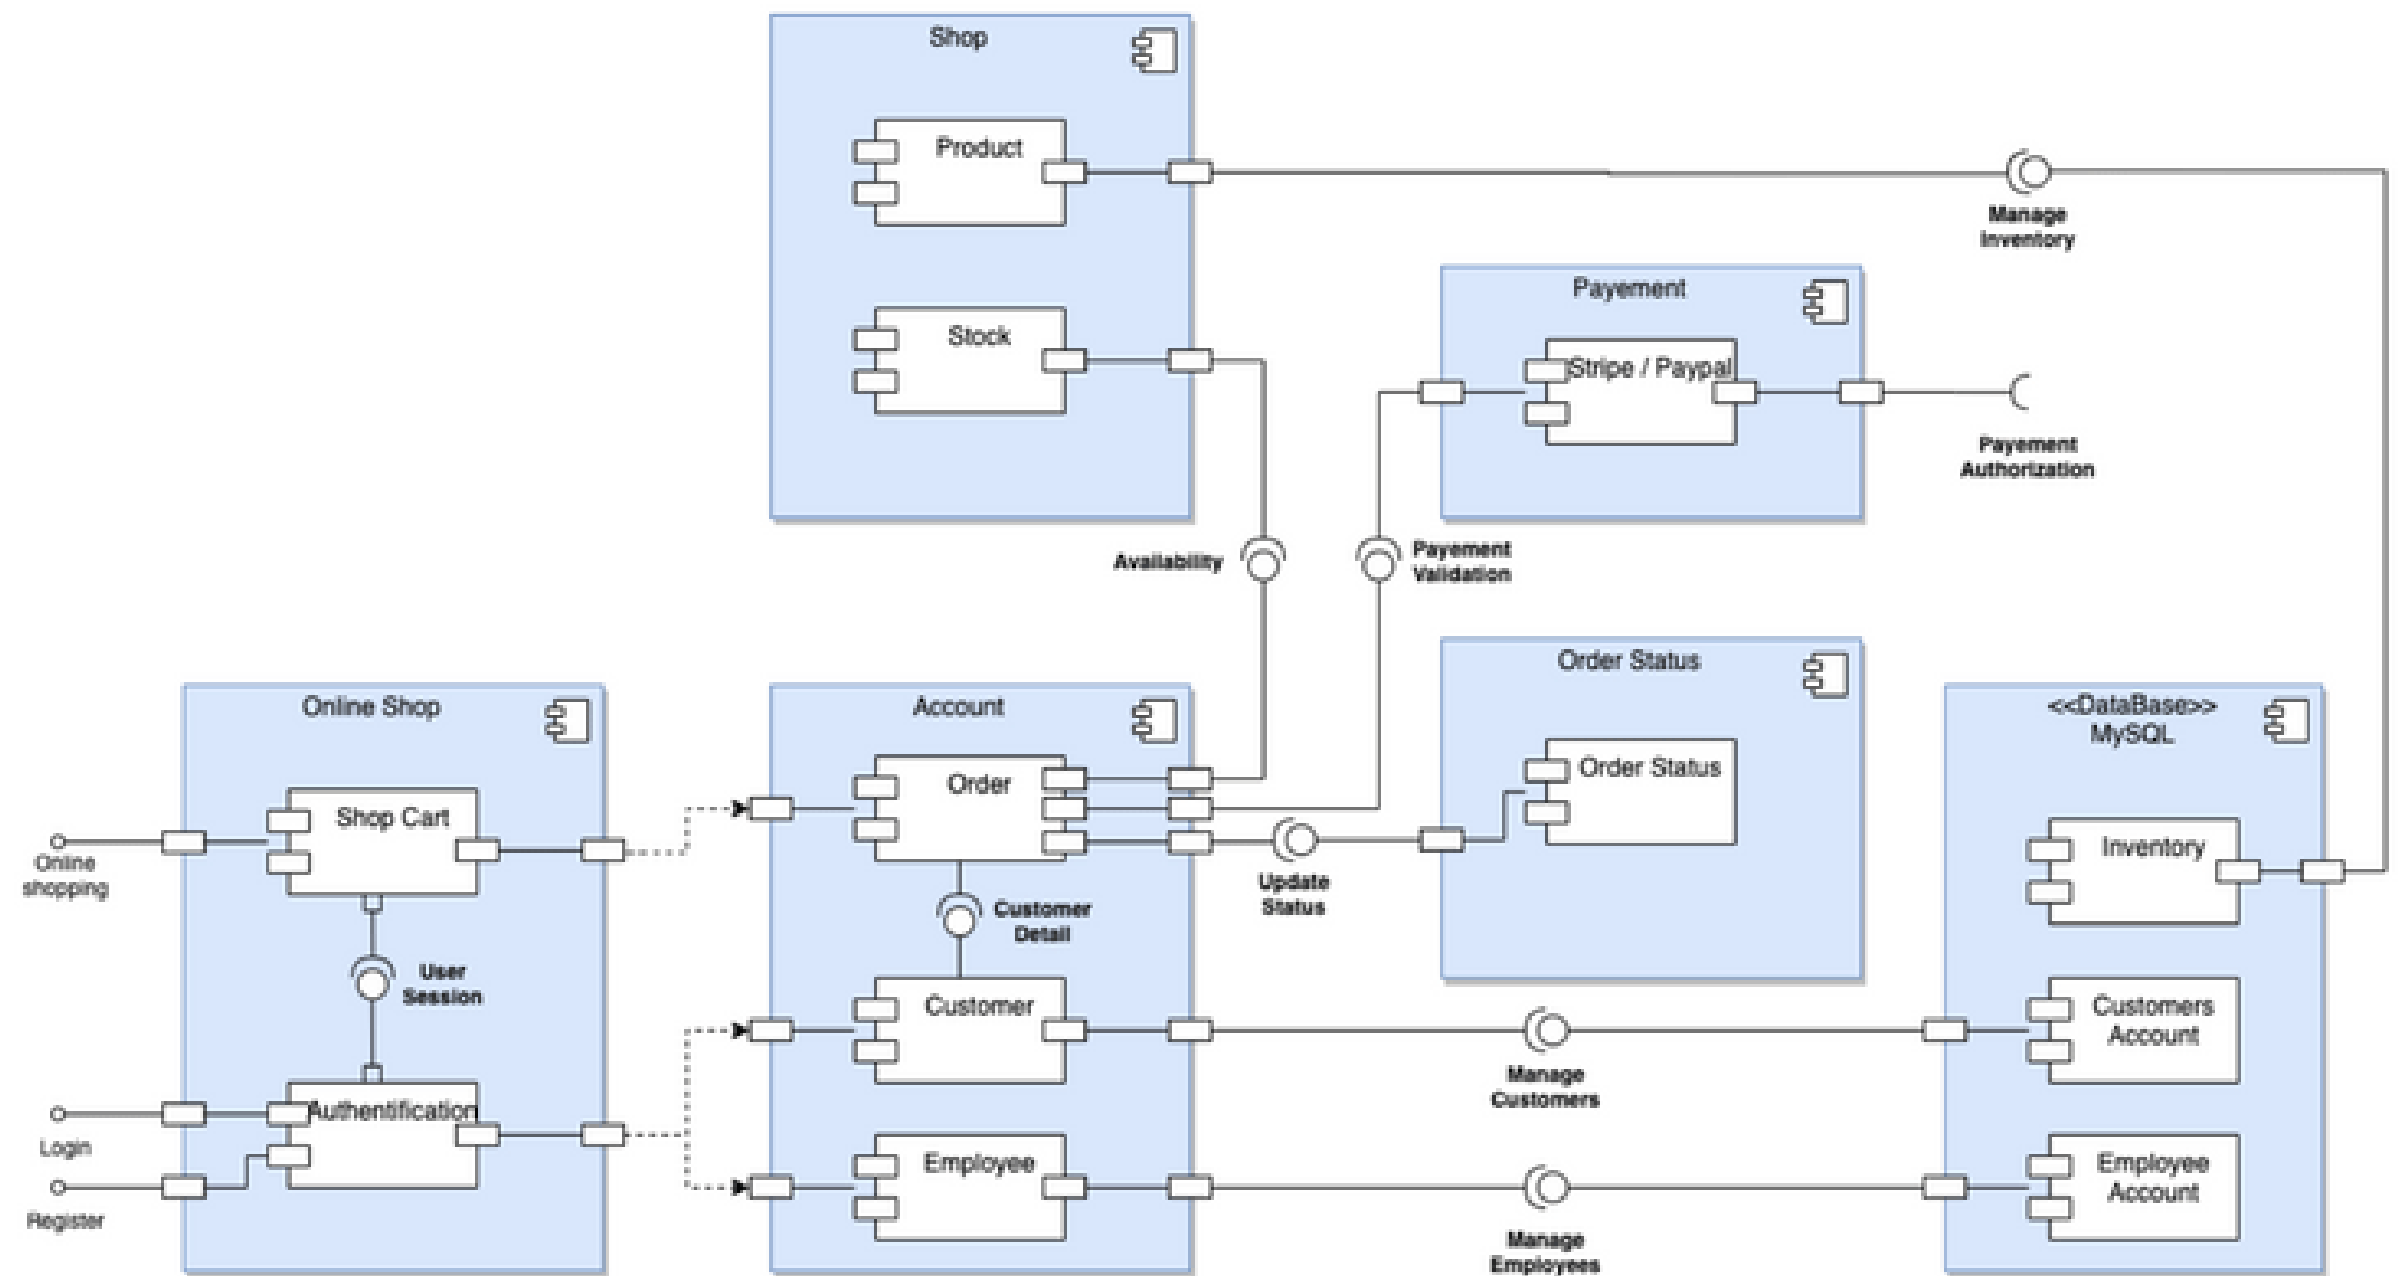 Shop
Product
Manage
Inventory
Payement
Stock
Stripe / Paypal
Payement
Authorization
Availability
Payement
Validation
Order Status
Online Shop
Account
<<DataBase>>
MySQL
Order Status
Order
Shop Cart
Inventory
Online
shopping
Update
Status
Customer
Detail
User
Session
Customer
Customers
Account
Manage
Customers
Authentification
Login
Employee
Employee
Account
Register
Manage
Employees